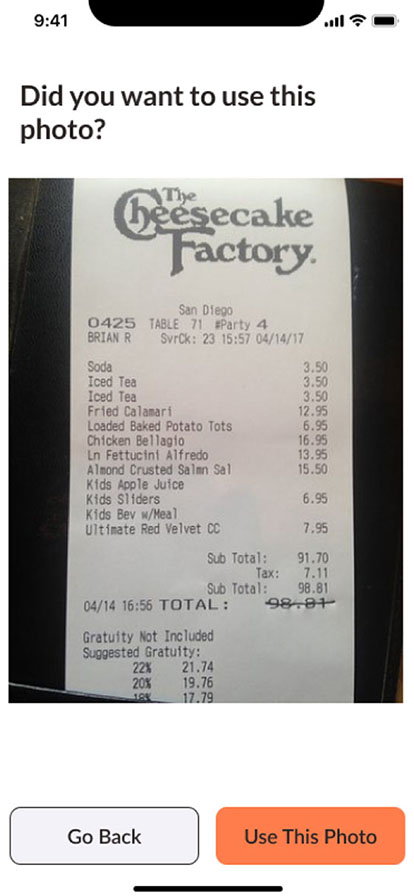 9:41
Did you want to use this
photo?
The
Cheesecake
Factory.
San Diego
0425 TABLE 71 #Party 4
BRIAN R SvrCk: 23 15:57 04/14/17
Soda 3.50
Iced Tea 3.50
Iced Tea 3.50
Fried Calamari 12.95
Loaded Baked Potato Tots 6.95
Chicken Bellagio 16.95
Ln Fettucini Alfredo 13.95
Almond Crusted Salmn Sal 15.50
Kids Apple Juice
Kids Sliders 6.95
Kids Bev w/Meal
Ultimate Red Velvet CC 7.95
Sub Total: 91.70
Tax: 7.11
Sub Total: 98.81
04/14 16:56 TOTAL: 98.81
Gratuity Not Included
Suggested Gratuity:
22% 21.74
20% 19.76
18% 17.79
Go Back
Use This Photo